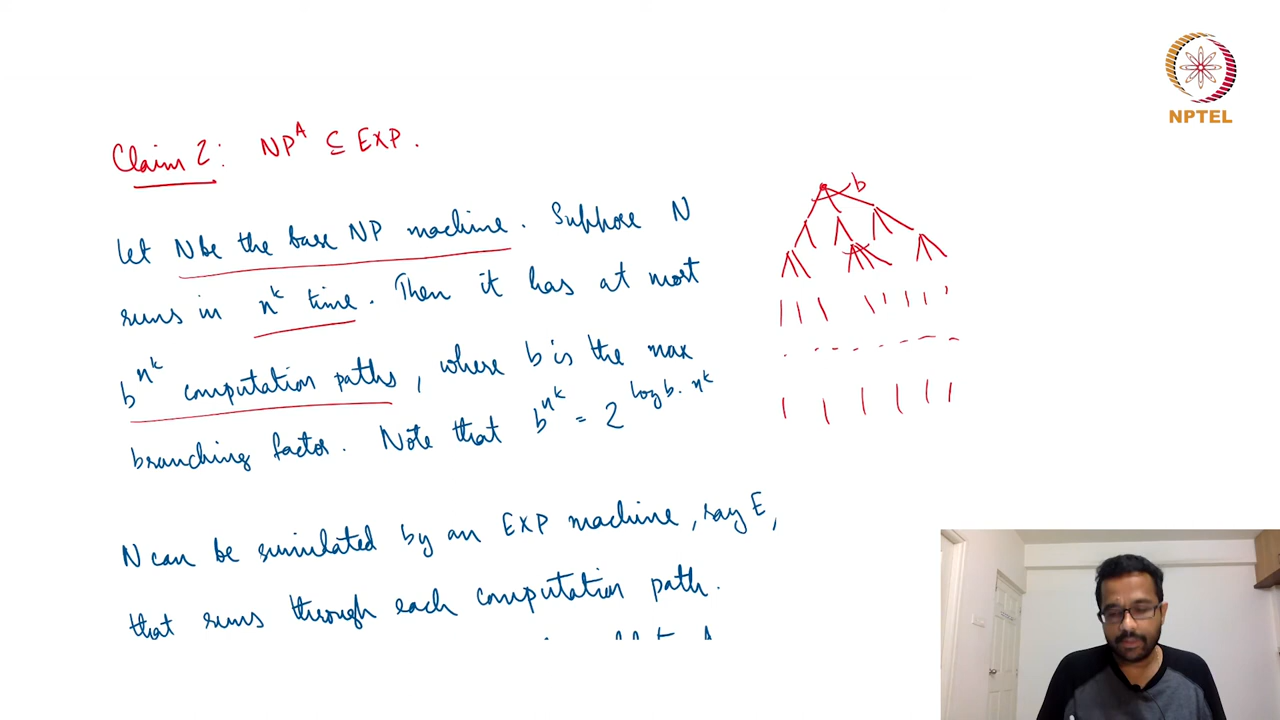 NPTEL
Claim 2: NP^A ⊆ EXP.
b
Let N be the base NP machine. Suppose N
runs in n^k time. Then it has at most
b^{n^k} computation paths, where b is the max
branching factor. Note that b^{n^k} = 2^{log b. n^k}
N can be simulated by an EXP machine, say E,
that runs through each computation path.